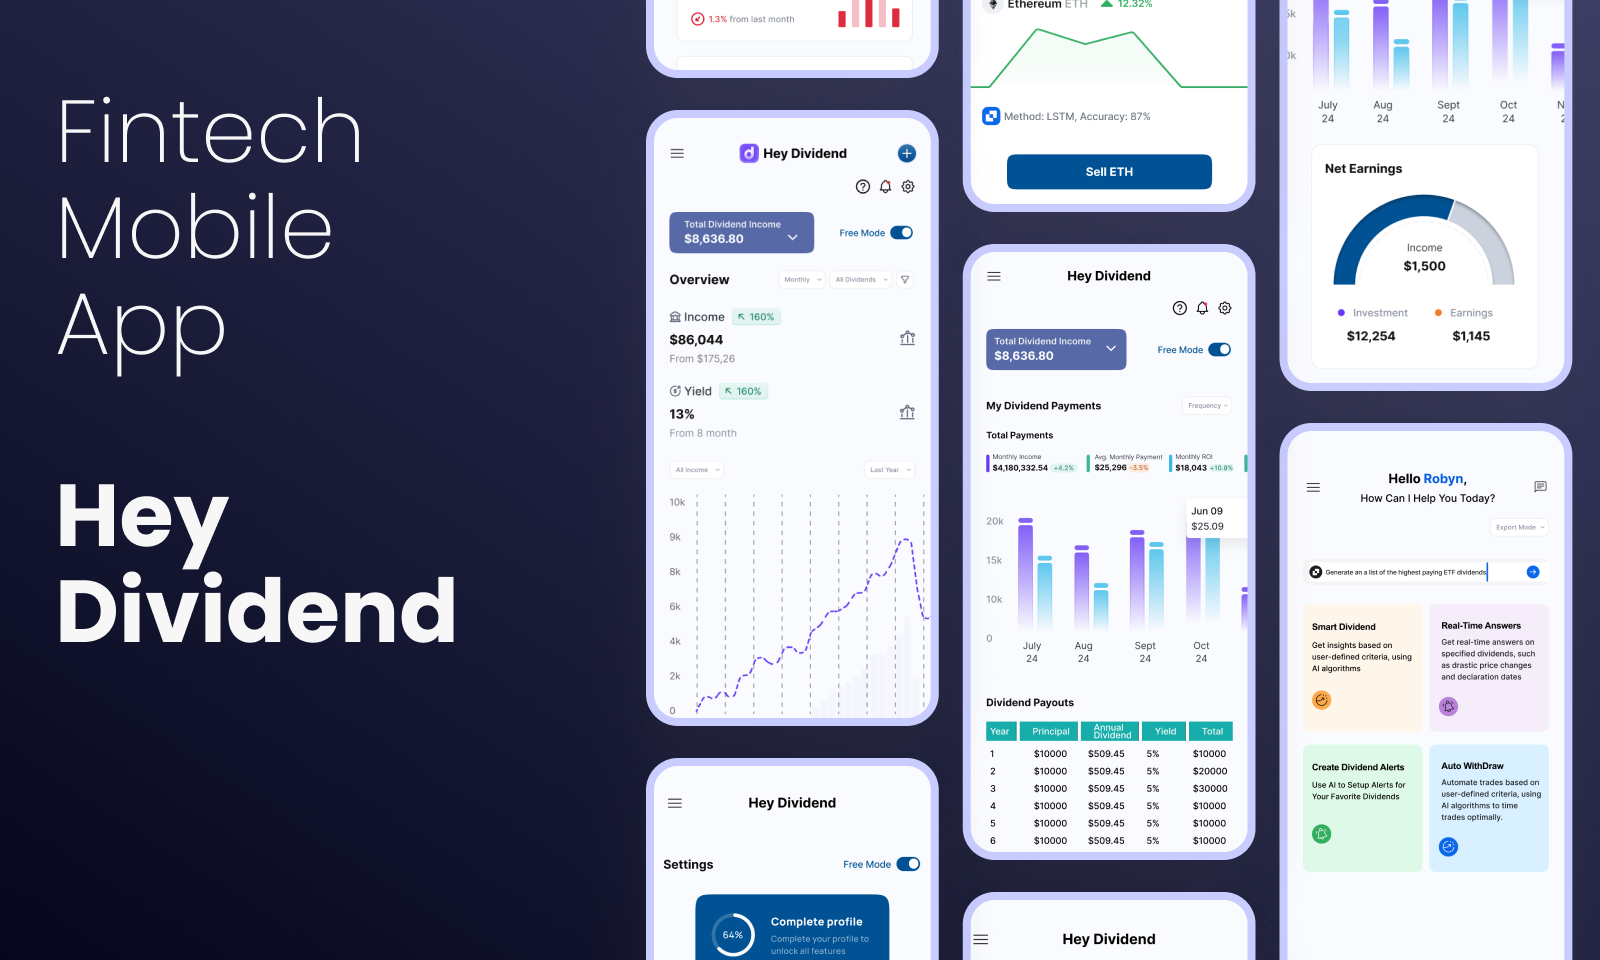 Fintech
Mobile
App
Hey
Dividend
1.3% from last month
Hey Dividend
Total Dividend Income
$8,636.80
Free Mode
Overview
Monthly
All Dividends
Income
160%
$86,044
From $175,26
Yield
160%
13%
From 8 month
All Income
Last Year
10k
9k
8k
6k
4k
2k
0
Hey Dividend
Settings
Free Mode
64%
Complete profile
Complete your profile to
unlock all features
Ethereum ETH
12.32%
Method: LSTM, Accuracy: 87%
Sell ETH
Hey Dividend
Total Dividend Income
$8,636.80
Free Mode
My Dividend Payments
Frequency
Total Payments
Monthly Income
$4,180,332.54 +4.2%
Avg. Monthly Payment
$25,296 -3.5%
Monthly ROI
$18,043 +10.9%
Jun 09
$25.09
20k
15k
10k
0
July
24
Aug
24
Sept
24
Oct
24
Dividend Payouts
Year Principal Annual Dividend Yield Total
1 $10000 $509.45 5% $10000
2 $10000 $509.45 5% $20000
3 $10000 $509.45 5% $30000
4 $10000 $509.45 5% $10000
5 $10000 $509.45 5% $10000
6 $10000 $509.45 5% $10000
Hey Dividend
5k
0k
July
24
Aug
24
Sept
24
Oct
24
N
2
Net Earnings
Income
$1,500
Investment
$12,254
Earnings
$1,145
Hello Robyn,
How Can I Help You Today?
Export Mode
Generate an a list of the highest paying ETF dividends
Smart Dividend
Get insights based on
user-defined criteria, using
AI algorithms
Real-Time Answers
Get real-time answers on
specified dividends, such
as drastic price changes
and declaration dates
Create Dividend Alerts
Use AI to Setup Alerts for
Your Favorite Dividends
Auto WithDraw
Automate trades based on
user-defined criteria, using
AI algorithms to time
trades optimally.